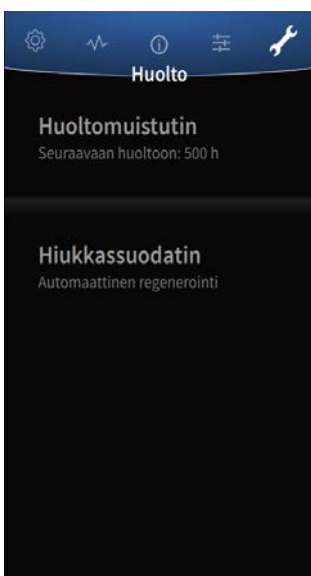 Huolto
Huoltomuistutin
Seuraavaan huoltoon: 500 h
Hiukkassuodatin
Automaattinen regenerointi